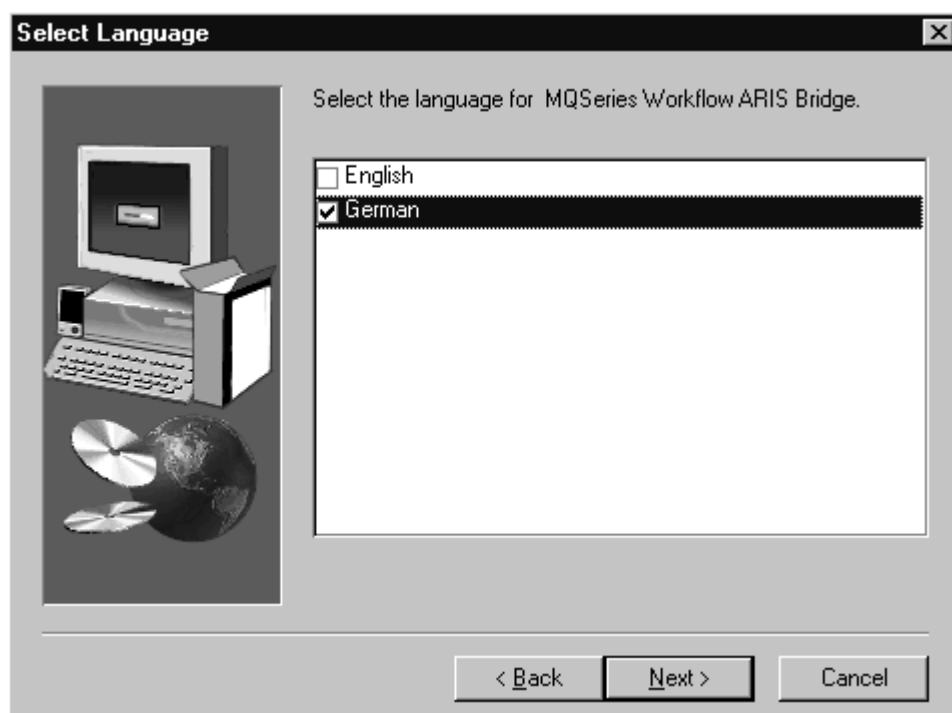 Select Language
Select the language for MQSeries Workflow ARIS Bridge.
English
German
< Back
Next >
Cancel